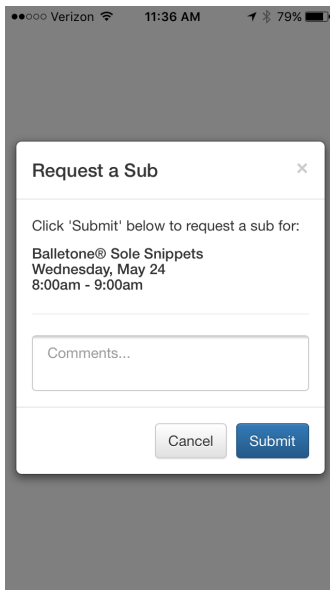 ●●○○○ Verizon 11:36 AM 79%
Request a Sub ×
Click 'Submit' below to request a sub for:
Balletone® Sole Snippets
Wednesday, May 24
8:00am - 9:00am
Comments...
Cancel Submit